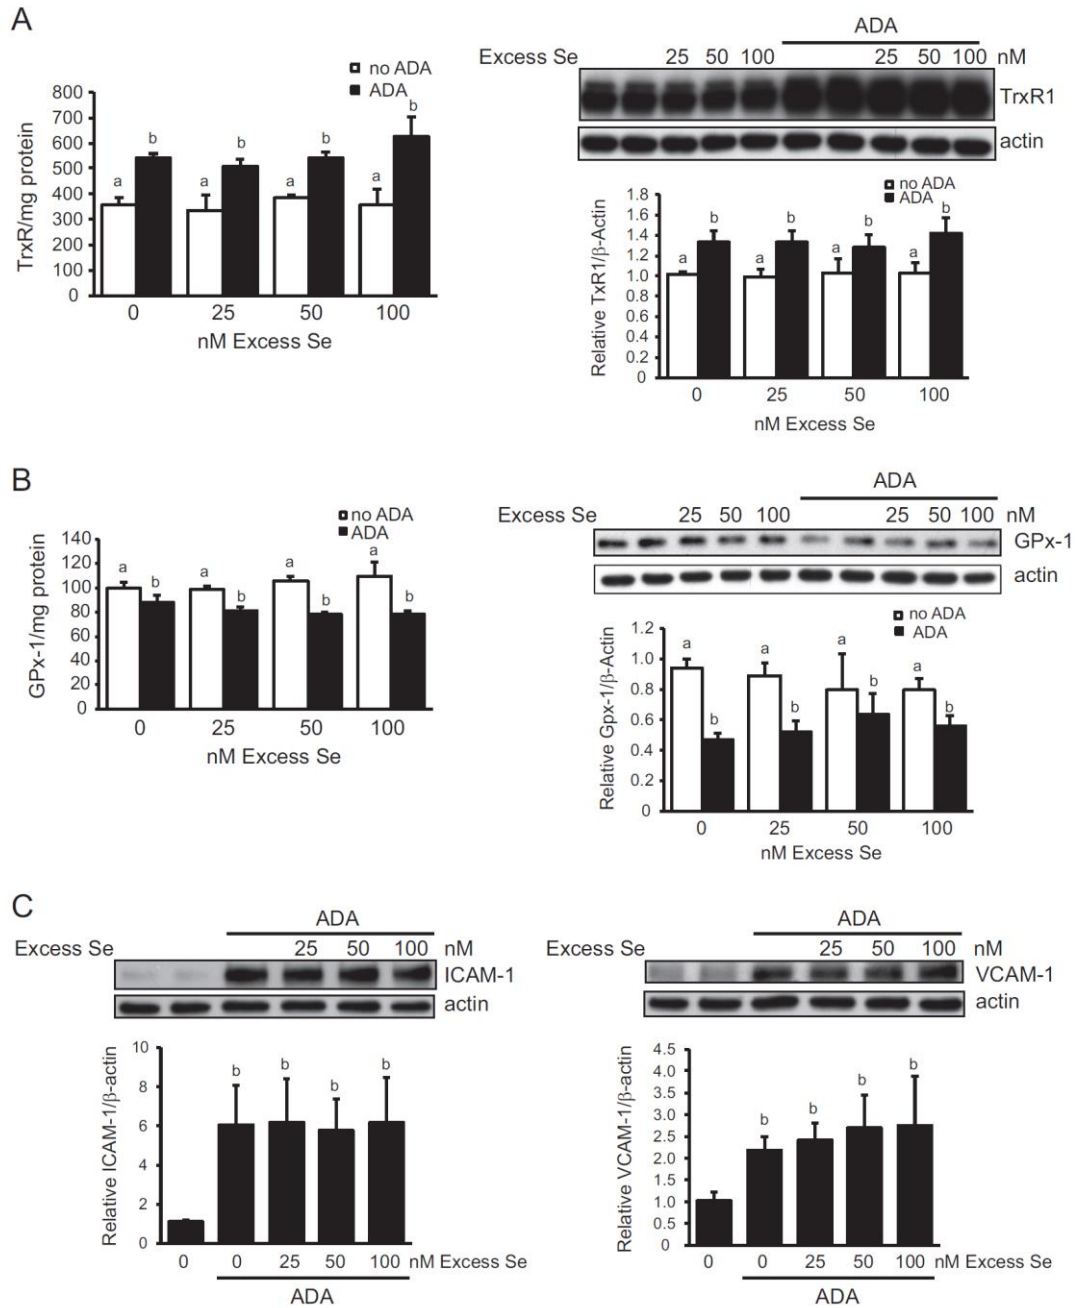 A
no ADA
ADA
800
700
600
500
400
300
200
100
0
TrxR/mg protein
a b a b a b a b
0 25 50 100
nM Excess Se
ADA
Excess Se 25 50 100 25 50 100 nM
TrxR1
actin
no ADA
ADA
1.8
1.6
1.4
1.2
1.0
0.8
0.6
0.4
0.2
0
Relative TxR1/β-Actin
a b a b a b a b
0 25 50 100
nM Excess Se
B
no ADA
ADA
140
120
100
80
60
40
20
0
GPx-1/mg protein
a b a b a b a b
0 25 50 100
nM Excess Se
ADA
Excess Se 25 50 100 25 50 100 nM
GPx-1
actin
no ADA
ADA
1.2
1.0
0.8
0.6
0.4
0.2
0
Relative Gpx-1/β-Actin
a b a b a b a b
0 25 50 100
nM Excess Se
C
ADA
Excess Se 25 50 100 nM
ICAM-1
actin
10
8
6
4
2
0
Relative ICAM-1/β-actin
b b b b
0 0 25 50 100 nM Excess Se
ADA
ADA
Excess Se 25 50 100 nM
VCAM-1
actin
4.5
4.0
3.5
3.0
2.5
2.0
1.5
1.0
0.5
0
Relative VCAM-1/β-actin
b b b b
0 0 25 50 100 nM Excess Se
ADA